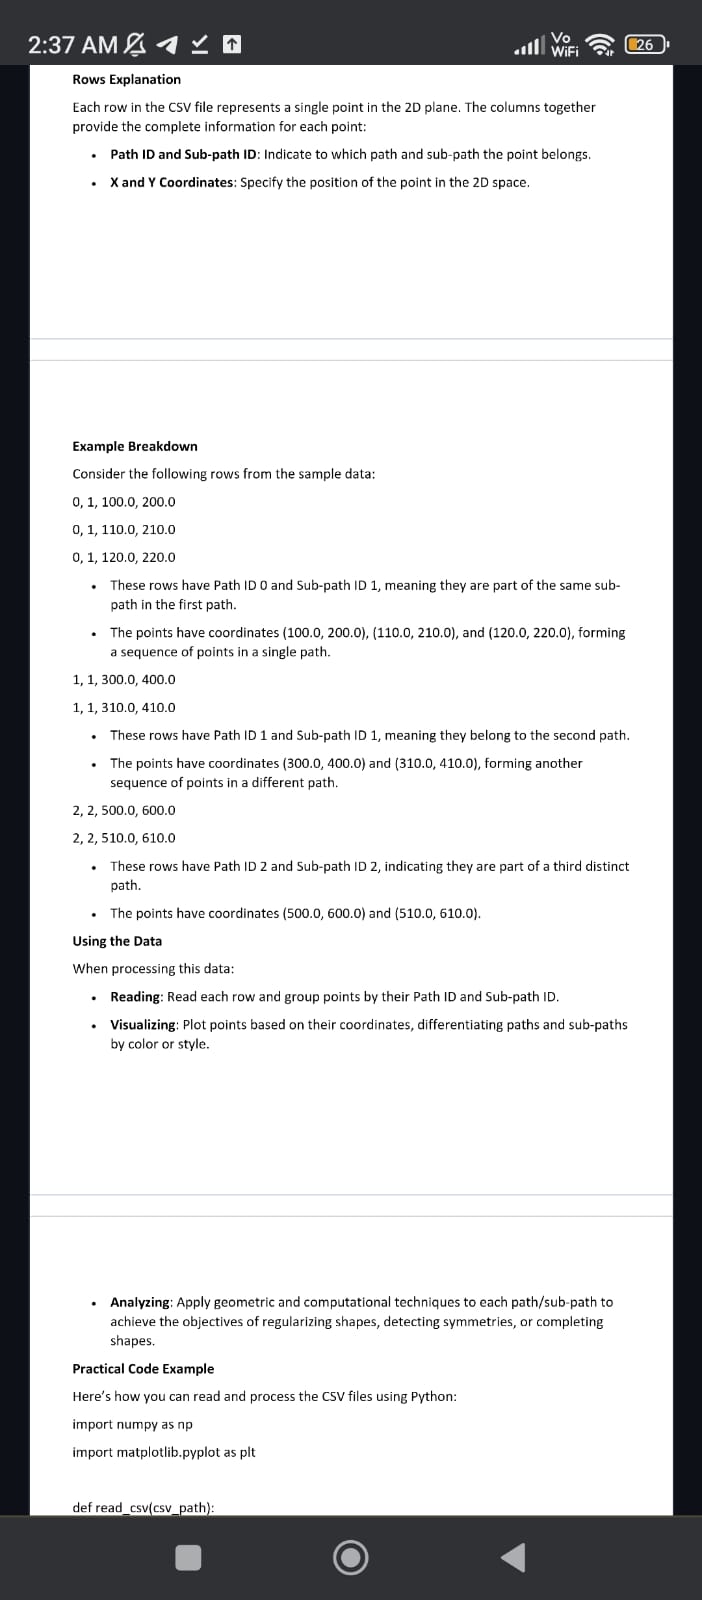 2:37 AM
Vo
WiFi
26
Rows Explanation
Each row in the CSV file represents a single point in the 2D plane. The columns together
provide the complete information for each point:
• Path ID and Sub-path ID: Indicate to which path and sub-path the point belongs.
• X and Y Coordinates: Specify the position of the point in the 2D space.
Example Breakdown
Consider the following rows from the sample data:
0, 1, 100.0, 200.0
0, 1, 110.0, 210.0
0, 1, 120.0, 220.0
• These rows have Path ID 0 and Sub-path ID 1, meaning they are part of the same sub-
path in the first path.
• The points have coordinates (100.0, 200.0), (110.0, 210.0), and (120.0, 220.0), forming
a sequence of points in a single path.
1, 1, 300.0, 400.0
1, 1, 310.0, 410.0
• These rows have Path ID 1 and Sub-path ID 1, meaning they belong to the second path.
• The points have coordinates (300.0, 400.0) and (310.0, 410.0), forming another
sequence of points in a different path.
2, 2, 500.0, 600.0
2, 2, 510.0, 610.0
• These rows have Path ID 2 and Sub-path ID 2, indicating they are part of a third distinct
path.
• The points have coordinates (500.0, 600.0) and (510.0, 610.0).
Using the Data
When processing this data:
• Reading: Read each row and group points by their Path ID and Sub-path ID.
• Visualizing: Plot points based on their coordinates, differentiating paths and sub-paths
by color or style.
• Analyzing: Apply geometric and computational techniques to each path/sub-path to
achieve the objectives of regularizing shapes, detecting symmetries, or completing
shapes.
Practical Code Example
Here's how you can read and process the CSV files using Python:
import numpy as np
import matplotlib.pyplot as plt
def read_csv(csv_path):